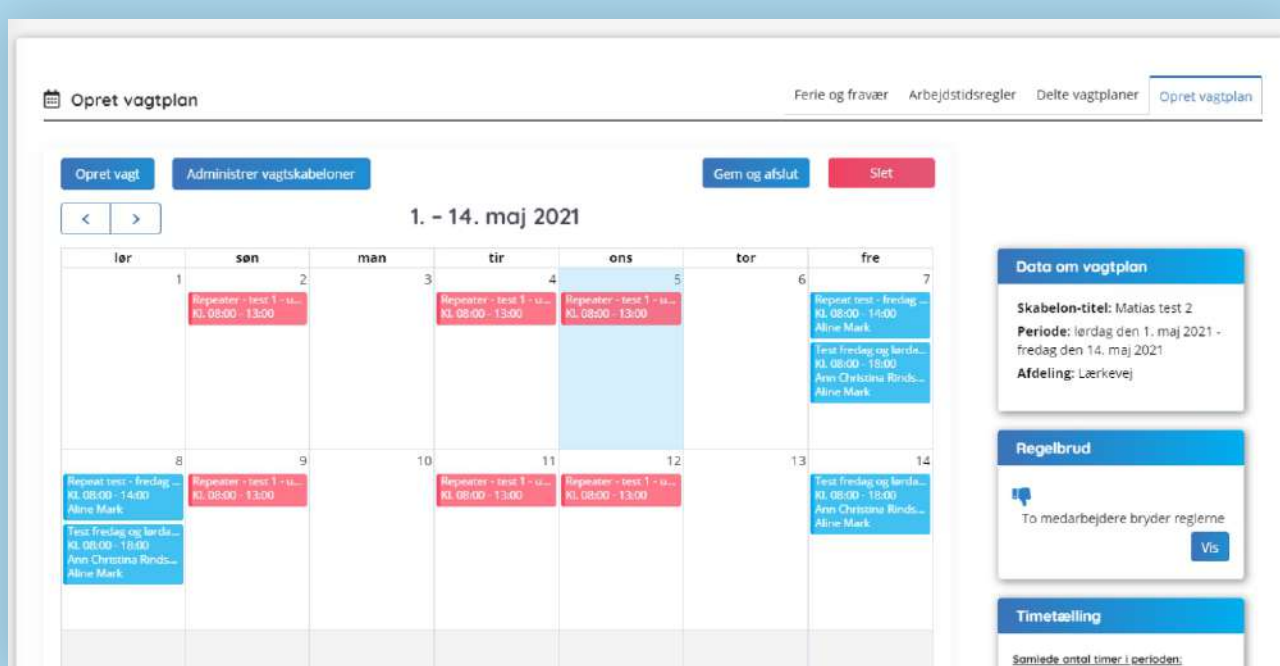 Opret vagtplan
Ferie og fravær Arbejdstidsregler Delte vagtplaner Opret vagtplan
Opret vagt Administrer vagtskabeloner Gem og afslut Slet
< > 1. – 14. maj 2021
lør søn man tir ons tor fre
1 2 3 4 5 6 7
Repeater - test 1 - u...
Kl. 08:00 - 13:00
Repeater - test 1 - u...
Kl. 08:00 - 13:00
Repeater - test 1 - u...
Kl. 08:00 - 13:00
Repeat test - fredag ...
Kl. 08:00 - 14:00
Aline Mark
Test fredag og lørda...
Kl. 08:00 - 18:00
Ann Christina Rinds...
Aline Mark
8 9 10 11 12 13 14
Repeat test - fredag ...
Kl. 08:00 - 14:00
Aline Mark
Test fredag og lørda...
Kl. 08:00 - 18:00
Ann Christina Rinds...
Aline Mark
Repeater - test 1 - u...
Kl. 08:00 - 13:00
Repeater - test 1 - u...
Kl. 08:00 - 13:00
Repeater - test 1 - u...
Kl. 08:00 - 13:00
Test fredag og lørda...
Kl. 08:00 - 18:00
Ann Christina Rinds...
Aline Mark
Data om vagtplan
Skabelon-titel: Matias test 2
Periode: lørdag den 1. maj 2021 -
fredag den 14. maj 2021
Afdeling: Lærkevej
Regelbrud
To medarbejdere bryder reglerne
Vis
Timetælling
Samlede antal timer i perioden: